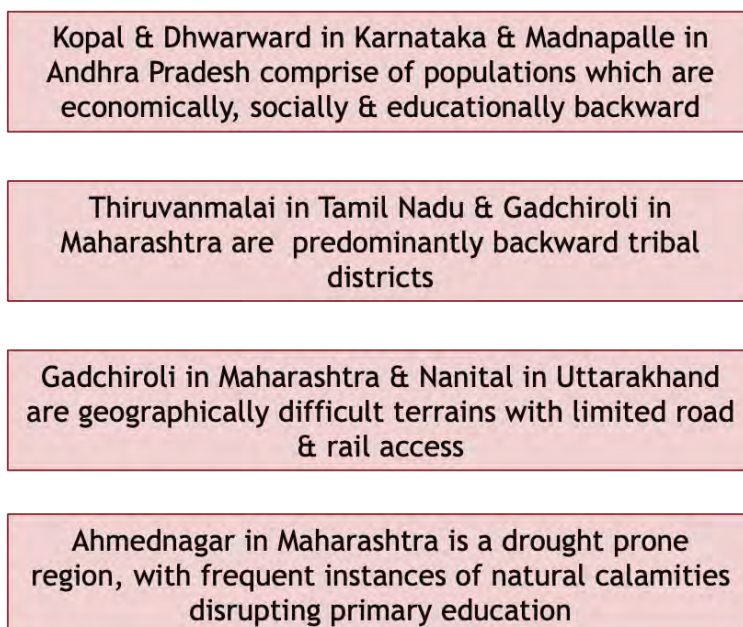 Kopal & Dhwarward in Karnataka & Madnapalle in
Andhra Pradesh comprise of populations which are
economically, socially & educationally backward
Thiruvanmalai in Tamil Nadu & Gadchiroli in
Maharashtra are predominantly backward tribal
districts
Gadchiroli in Maharashtra & Nanital in Uttarakhand
are geographically difficult terrains with limited road
& rail access
Ahmednagar in Maharashtra is a drought prone
region, with frequent instances of natural calamities
disrupting primary education